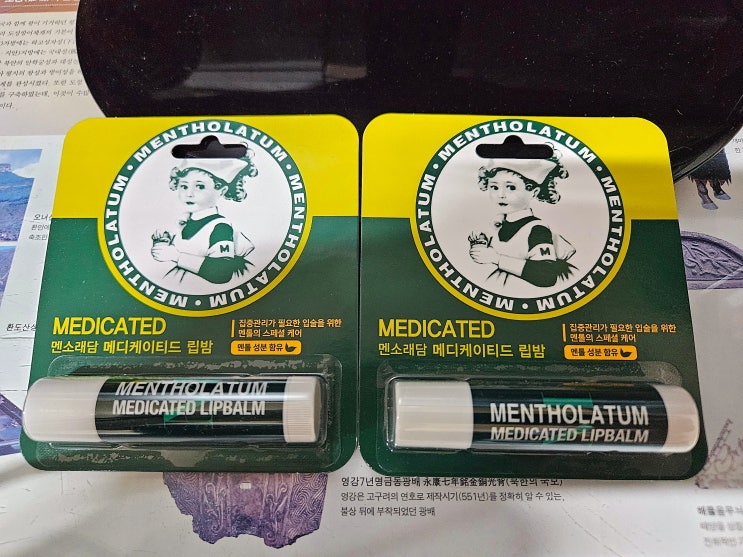 MENTHOLATUM · MENTHOLATUM · MENTHOLATUM ·
M
MEDICATED
멘소래담 메디케이티드 립밤
집중관리가 필요한 입술을 위한
멘톨의 스페셜 케어
멘톨 성분 함유
MENTHOLATUM
MEDICATED LIPBALM
MENTHOLATUM · MENTHOLATUM · MENTHOLATUM ·
M
MEDICATED
멘소래담 메디케이티드 립밤
집중관리가 필요한 입술을 위한
멘톨의 스페셜 케어
멘톨 성분 함유
MENTHOLATUM
MEDICATED LIPBALM
환도산성
영강7년명금동광배 永康七年銘金銅光背(북한의 국보)
영강은 고구려의 연호로 제작시기(551년)를 정확히 알 수 있는,
불상 뒤에 부착되었던 광배